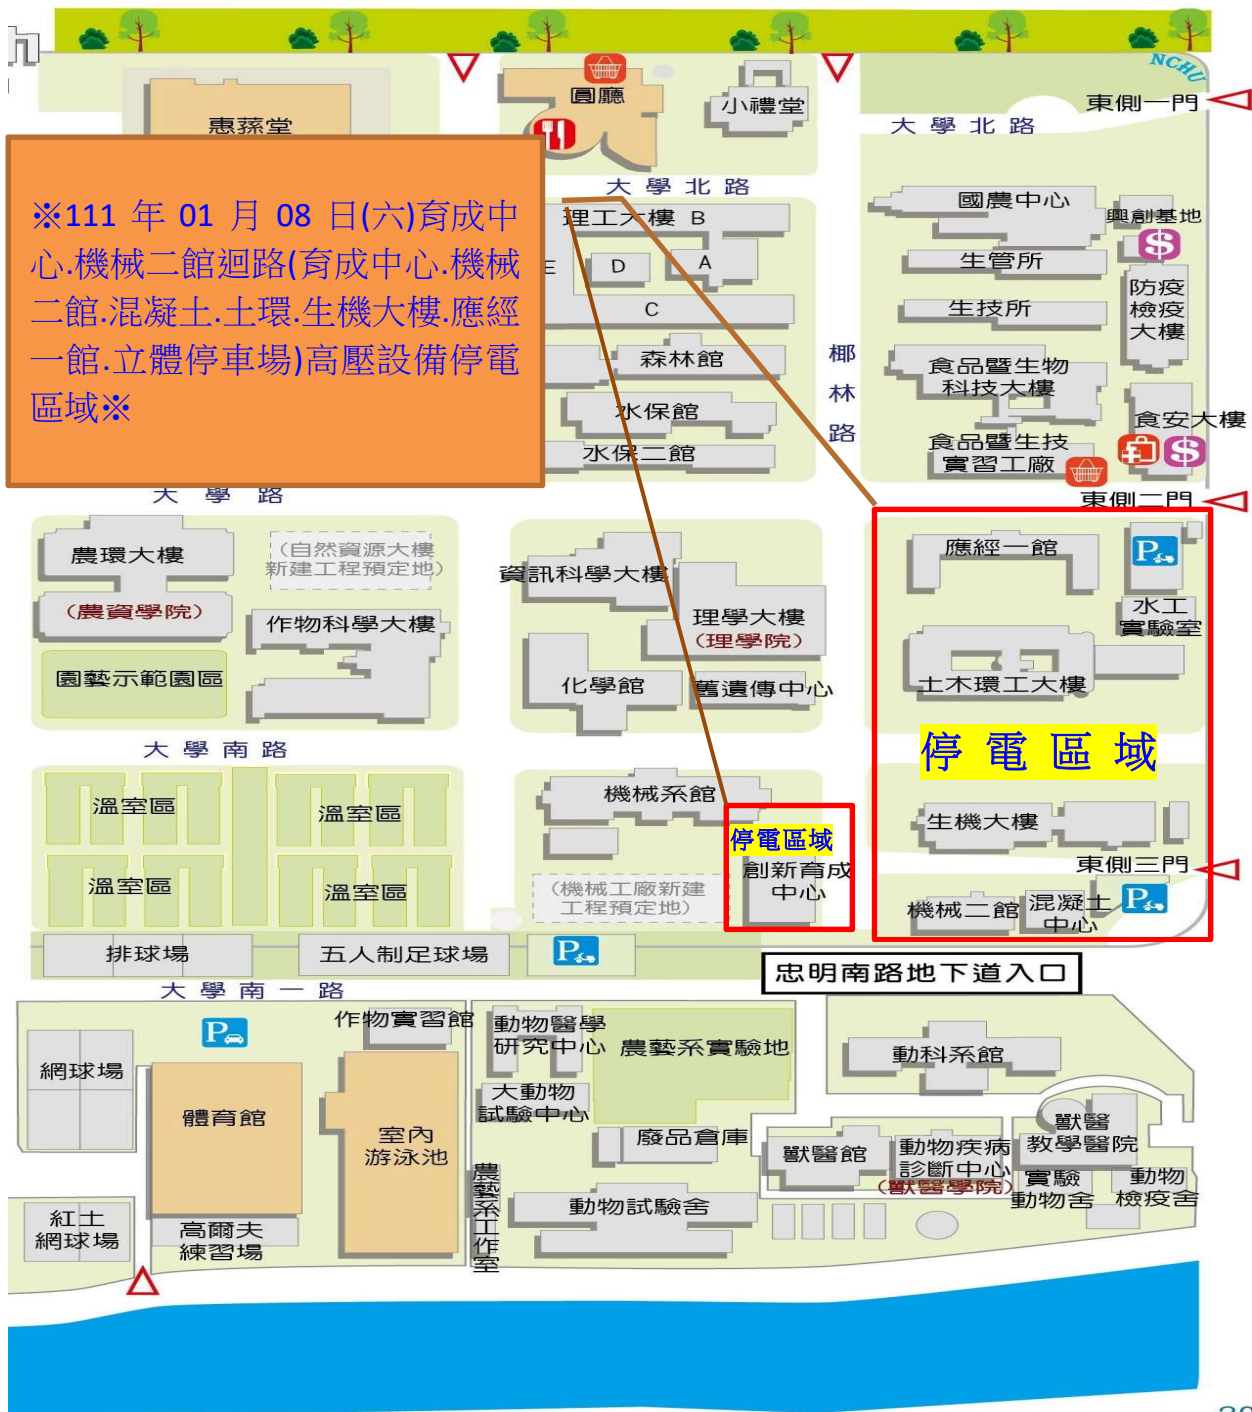 NCHU
圓廳
小禮堂
東側一門
惠蓀堂
大學北路
大學北路
※111 年 01 月 08 日(六)育成中
心.機械二館迴路(育成中心.機械
二館.混凝土.土環.生機大樓.應經
一館.立體停車場)高壓設備停電
區域※
理工大樓 B
E
D
A
C
國農中心
興創基地
$
生管所
防疫
檢疫
大樓
生技所
椰
林
路
森林館
食品暨生物
科技大樓
水保館
食安大樓
$
水保二館
食品暨生技
實習工廠
大學路
東側二門
農環大樓
(農資學院)
(自然資源大樓
新建工程預定地)
作物科學大樓
園藝示範園區
資訊科學大樓
理學大樓
(理學院)
化學館
舊遺傳中心
應經一館
P
水工
實驗室
土木環工大樓
停電區域
大學南路
溫室區
溫室區
溫室區
溫室區
機械系館
停電區域
創新育成
中心
(機械工廠新建
工程預定地)
生機大樓
東側三門
機械二館
混凝土
中心
P
排球場
五人制足球場
P
忠明南路地下道入口
大學南一路
P
作物實習館
網球場
體育館
室內
游泳池
動物醫學
研究中心
農藝系實驗地
大動物
試驗中心
廢品倉庫
農藝系工作室
動物試驗舍
動科系館
獸醫館
動物疾病
診斷中心
(獸醫學院)
獸醫
教學醫院
實驗
動物舍
動物
檢疫舍
紅土
網球場
高爾夫
練習場